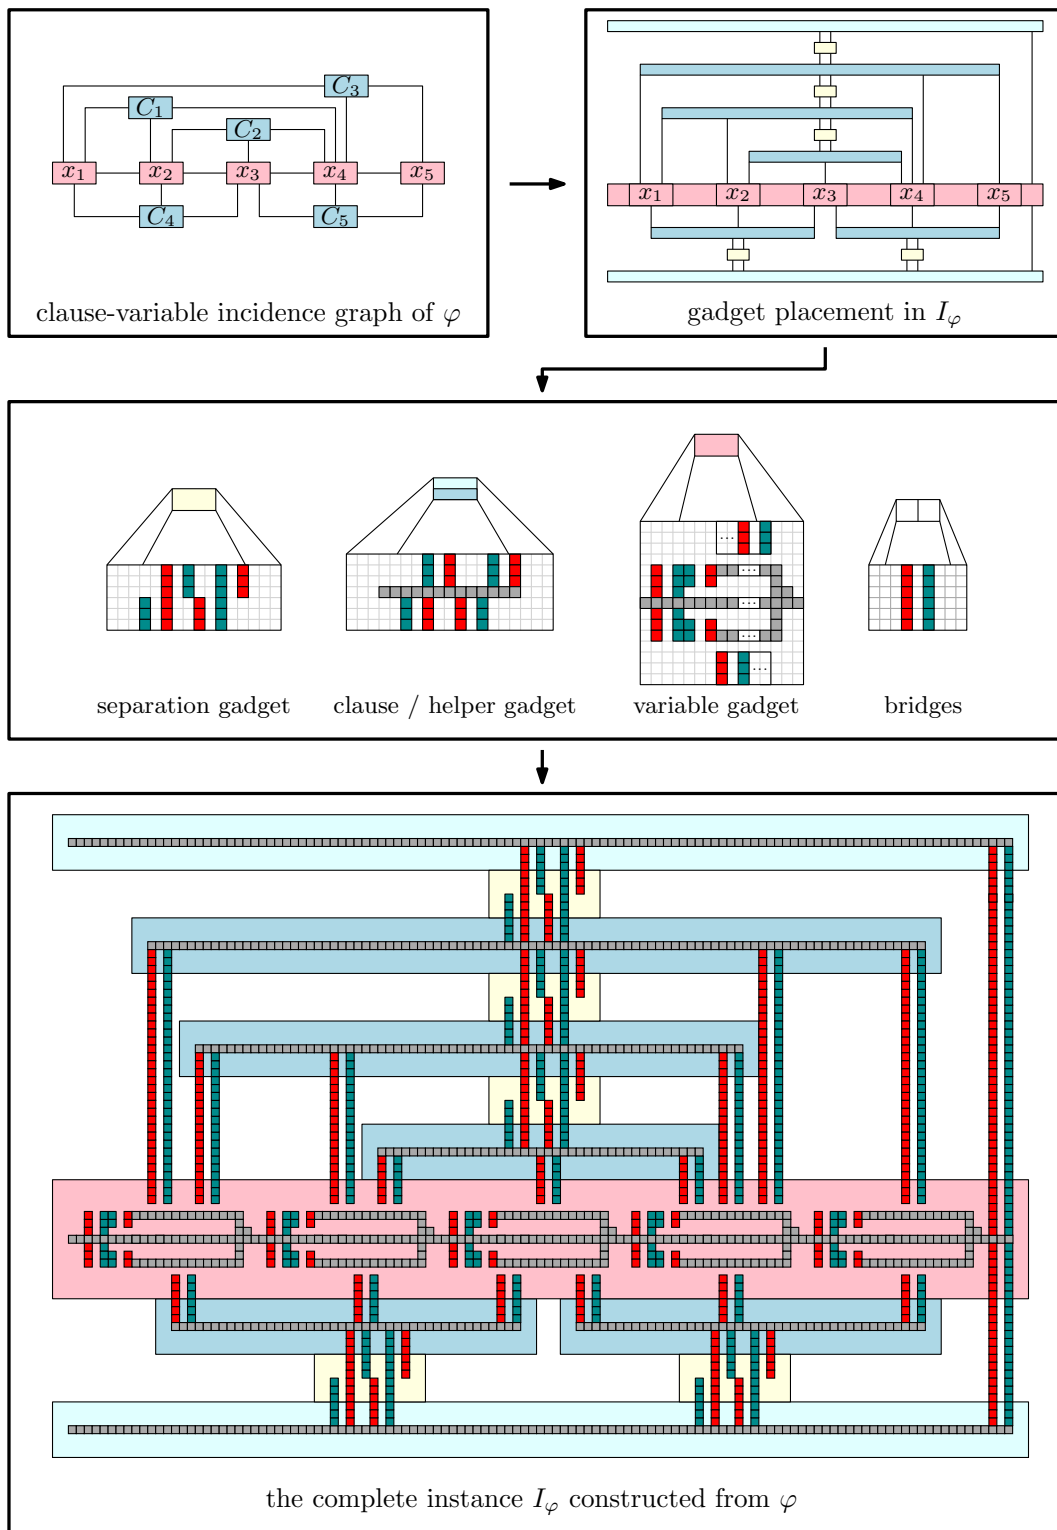 C3
C1
C2
x1 x2 x3 x4 x5
C4 C5
clause-variable incidence graph of φ
x1 x2 x3 x4 x5
gadget placement in Iφ
...
...
...
...
...
separation gadget
clause / helper gadget
variable gadget
bridges
the complete instance Iφ constructed from φ